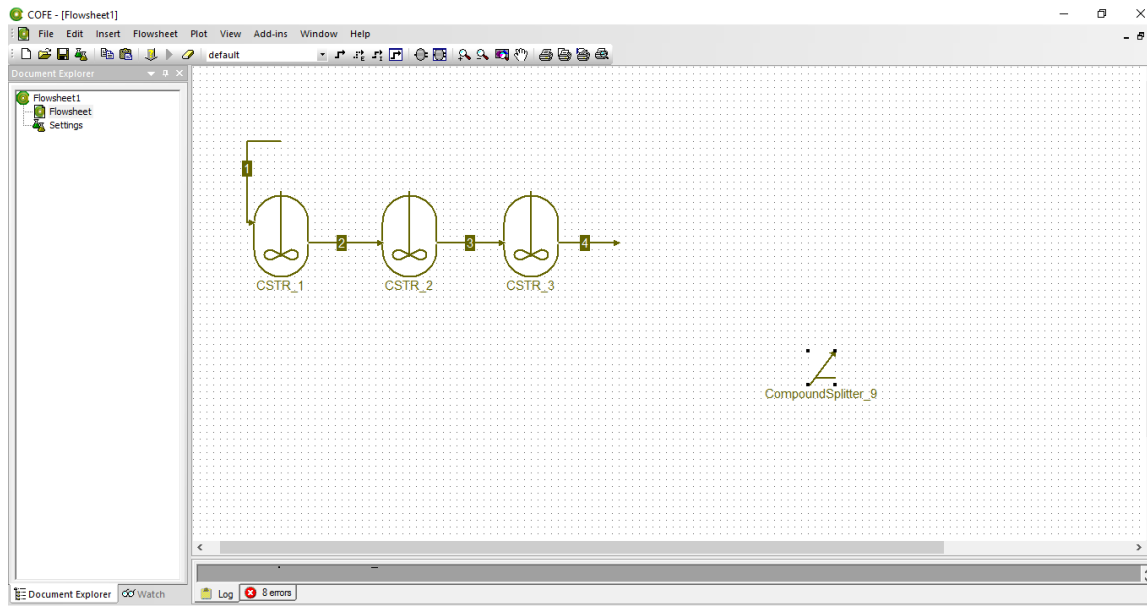 COFE - [Flowsheet1]
File Edit Insert Flowsheet Plot View Add-ins Window Help
default
Document Explorer
Flowsheet1
Flowsheet
Settings
1
2
3
4
CSTR_1
CSTR_2
CSTR_3
CompoundSplitter_9
Document Explorer
Watch
Log
8 errors